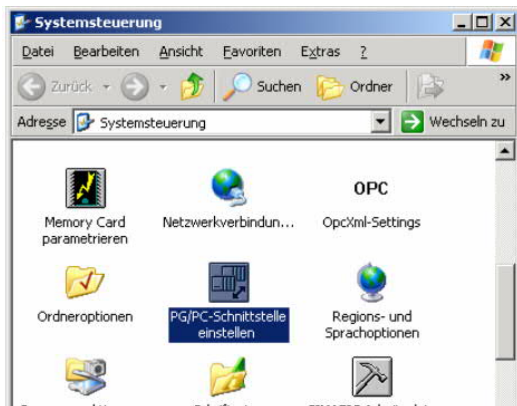 Systemsteuerung
Datei Bearbeiten Ansicht Favoriten Extras ?
Zurück Suchen Ordner »
Adresse Systemsteuerung Wechseln zu
Memory Card parametrieren
Netzwerkverbindun...
OPC
OpcXml-Settings
Ordneroptionen
PG/PC-Schnittstelle einstellen
Regions- und Sprachoptionen